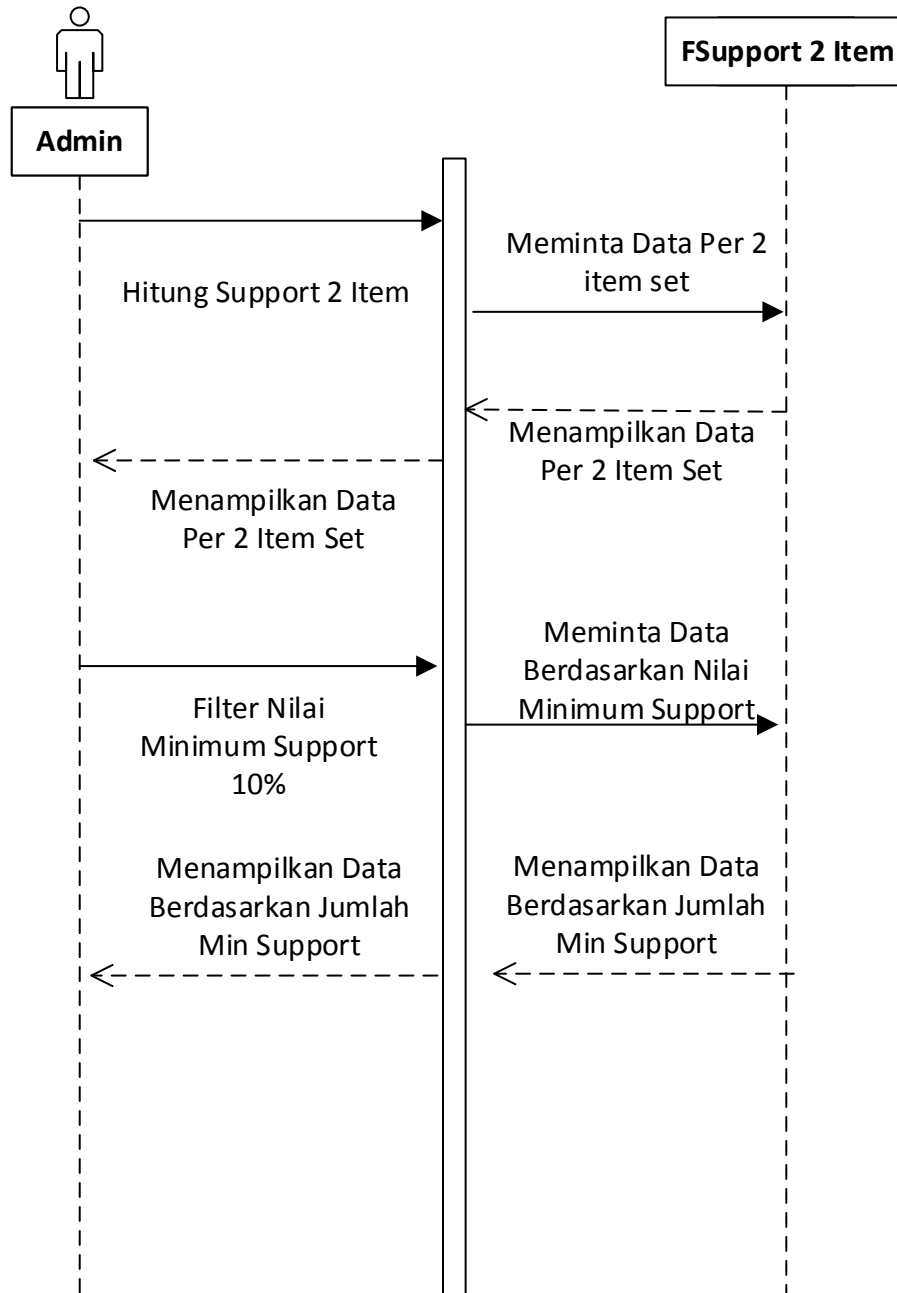 FSupport 2 Item
Admin
Hitung Support 2 Item
Meminta Data Per 2
item set
Menampilkan Data
Per 2 Item Set
Menampilkan Data
Per 2 Item Set
Filter Nilai
Minimum Support
10%
Meminta Data
Berdasarkan Nilai
Minimum Support
Menampilkan Data
Berdasarkan Jumlah
Min Support
Menampilkan Data
Berdasarkan Jumlah
Min Support